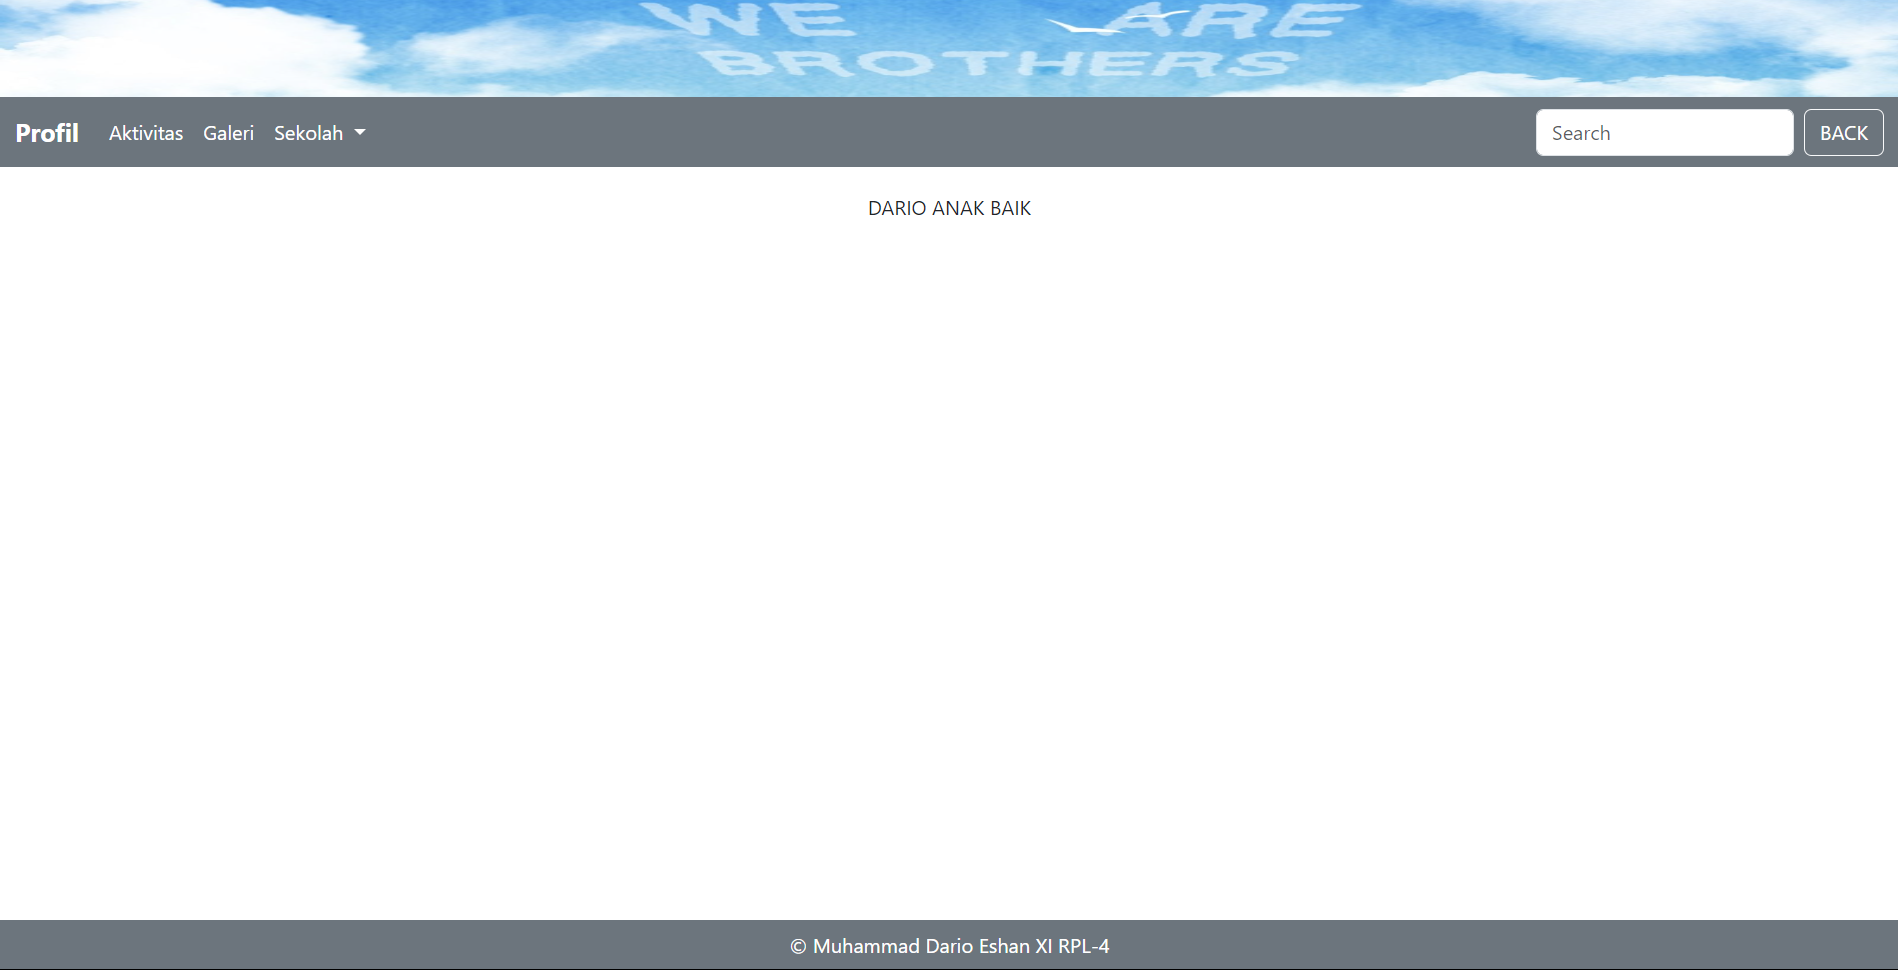 WE ARE
BROTHERS
Profil Aktivitas Galeri Sekolah Search BACK
DARIO ANAK BAIK
© Muhammad Dario Eshan XI RPL-4